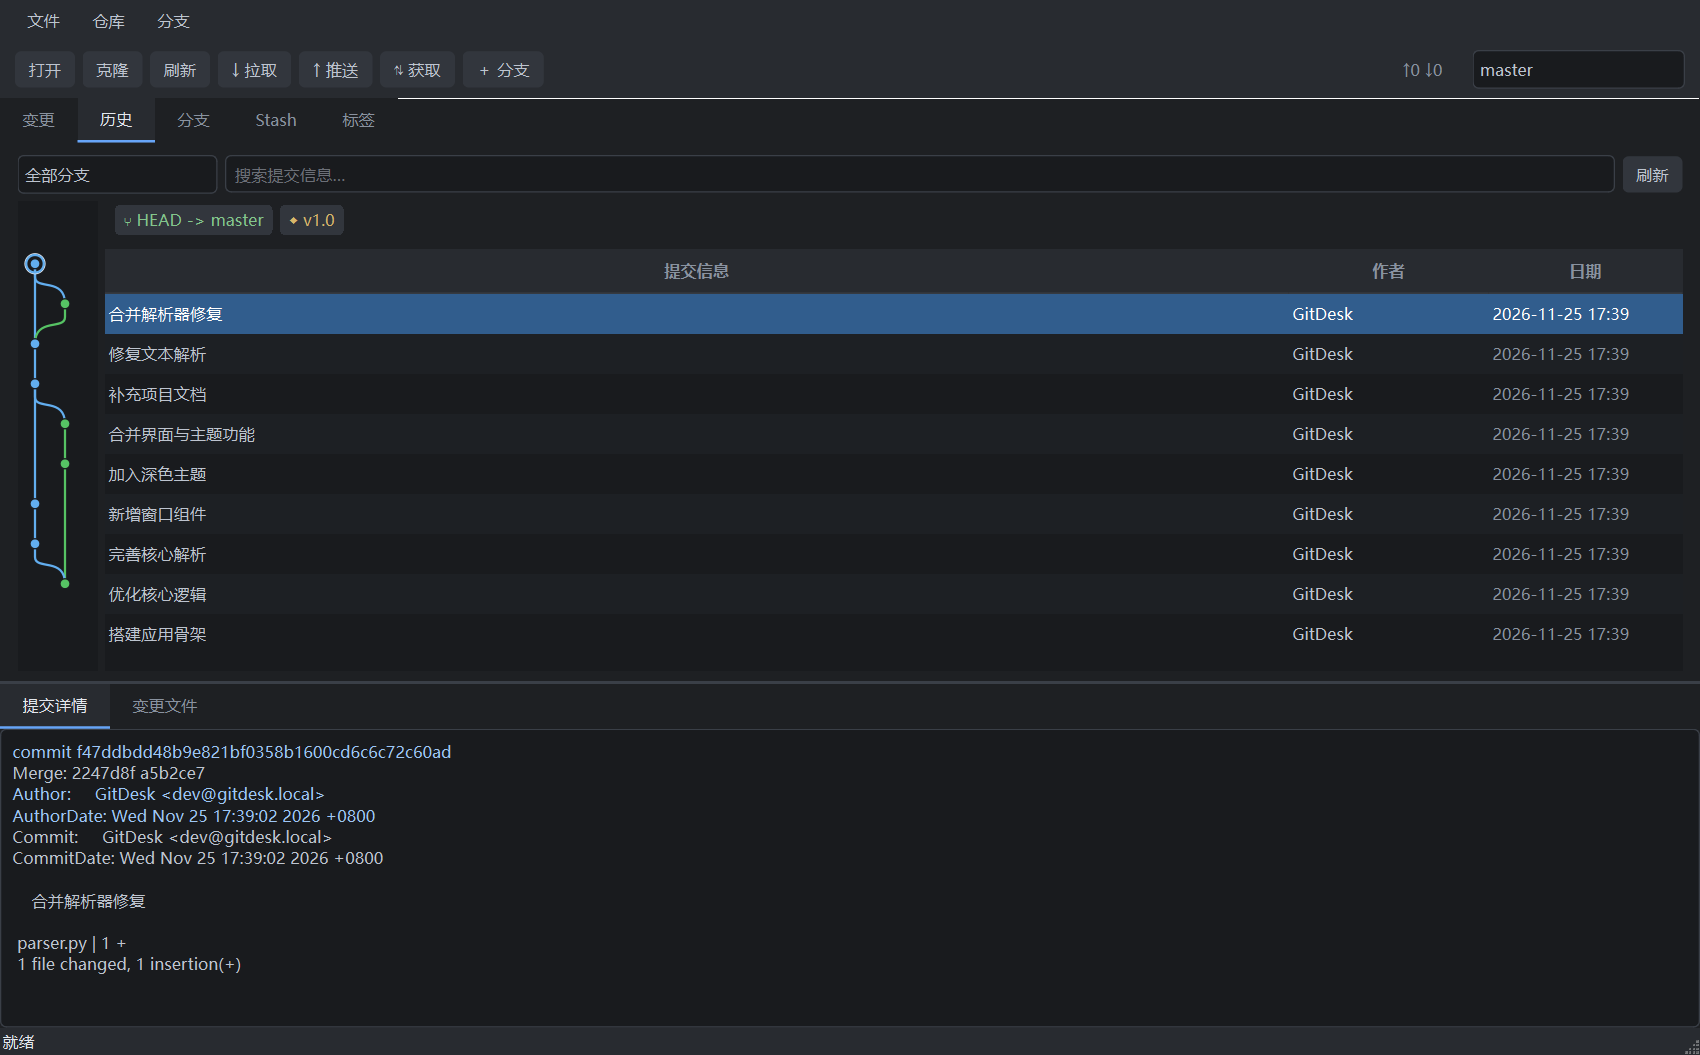 文件 仓库 分支
打开 克隆 刷新 ↓拉取 ↑推送 ⇅获取 + 分支 ↑0 ↓0 master
变更 历史 分支 Stash 标签
全部分支 搜索提交信息... 刷新
HEAD -> master v1.0
提交信息 作者 日期
合并解析器修复 GitDesk 2026-11-25 17:39
修复文本解析 GitDesk 2026-11-25 17:39
补充项目文档 GitDesk 2026-11-25 17:39
合并界面与主题功能 GitDesk 2026-11-25 17:39
加入深色主题 GitDesk 2026-11-25 17:39
新增窗口组件 GitDesk 2026-11-25 17:39
完善核心解析 GitDesk 2026-11-25 17:39
优化核心逻辑 GitDesk 2026-11-25 17:39
搭建应用骨架 GitDesk 2026-11-25 17:39
提交详情 变更文件
commit f47ddbdd48b9e821bf0358b1600cd6c6c72c60ad
Merge: 2247d8f a5b2ce7
Author: GitDesk <dev@gitdesk.local>
AuthorDate: Wed Nov 25 17:39:02 2026 +0800
Commit: GitDesk <dev@gitdesk.local>
CommitDate: Wed Nov 25 17:39:02 2026 +0800
合并解析器修复
parser.py | 1 +
1 file changed, 1 insertion(+)
就绪